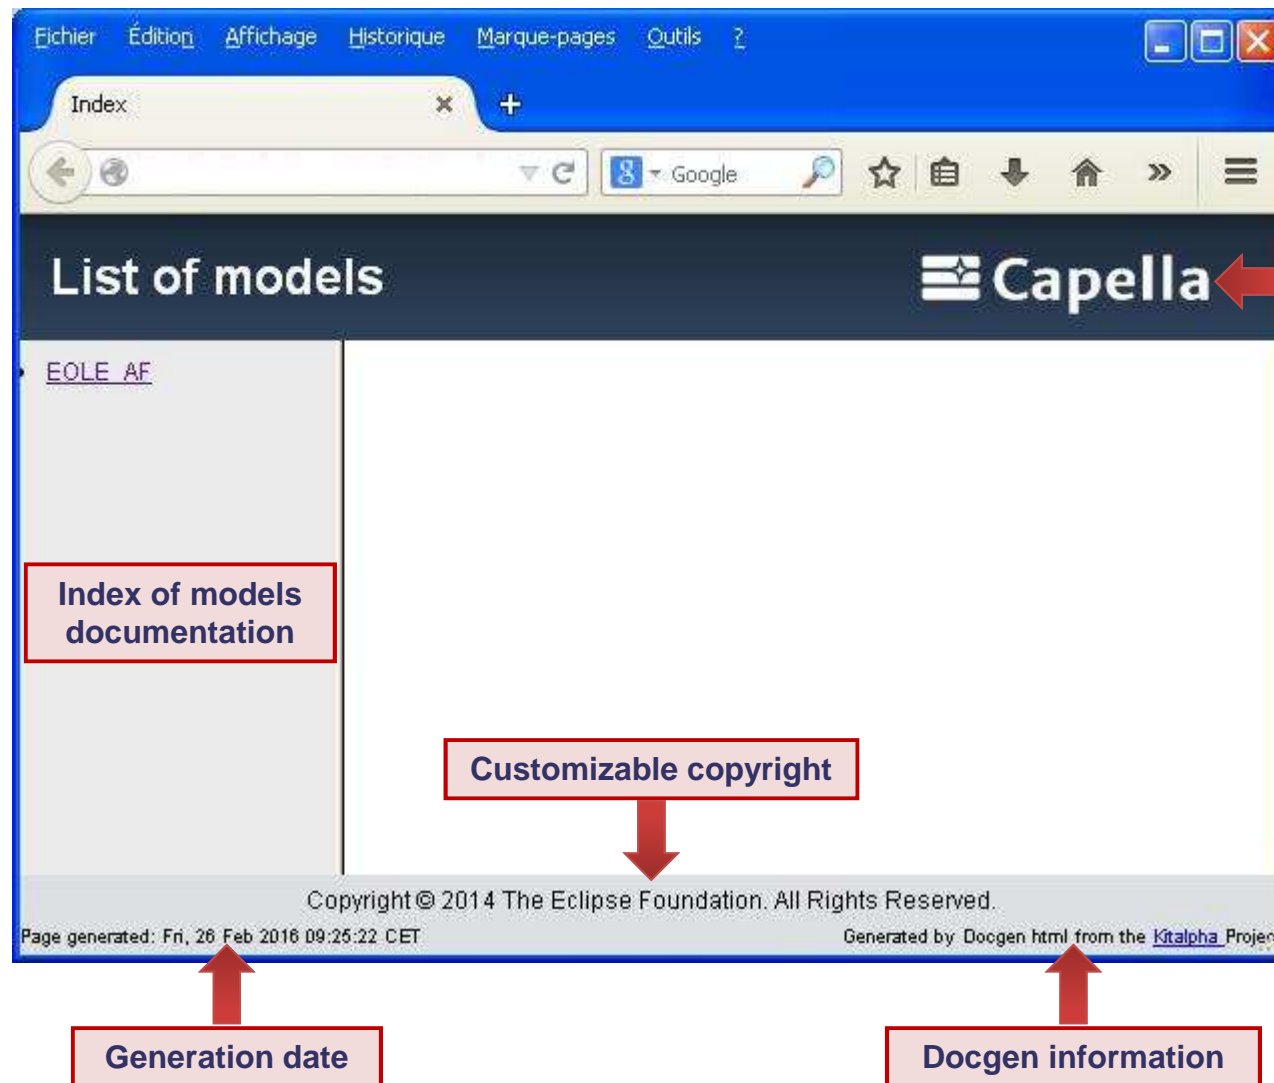 Fichier Édition Affichage Historique Marque-pages Outils ?
Index
Google
List of models
Capella
EOLE_AF
Index of models
documentation
Customizable copyright
Copyright © 2014 The Eclipse Foundation. All Rights Reserved.
Page generated: Fri, 26 Feb 2016 09:25:22 CET
Generated by Docgen html from the Kitalpha
Generation date
Docgen information